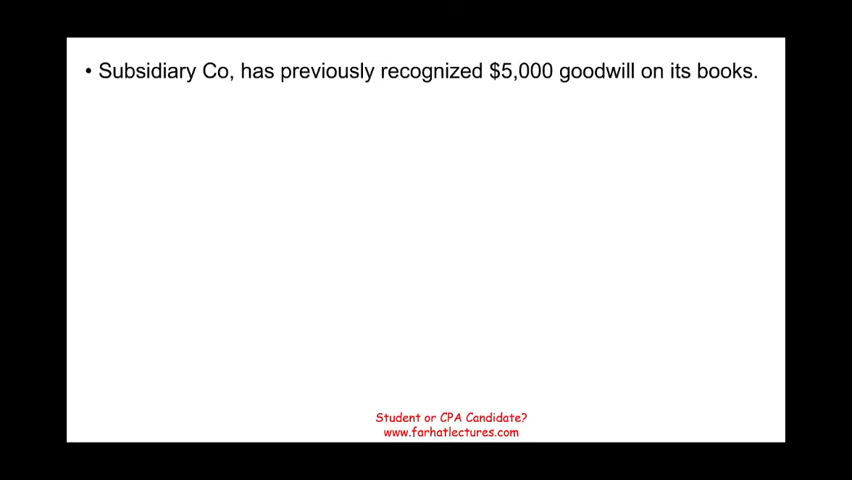 • Subsidiary Co, has previously recognized $5,000 goodwill on its books.
Student or CPA Candidate?
www.farhatlectures.com